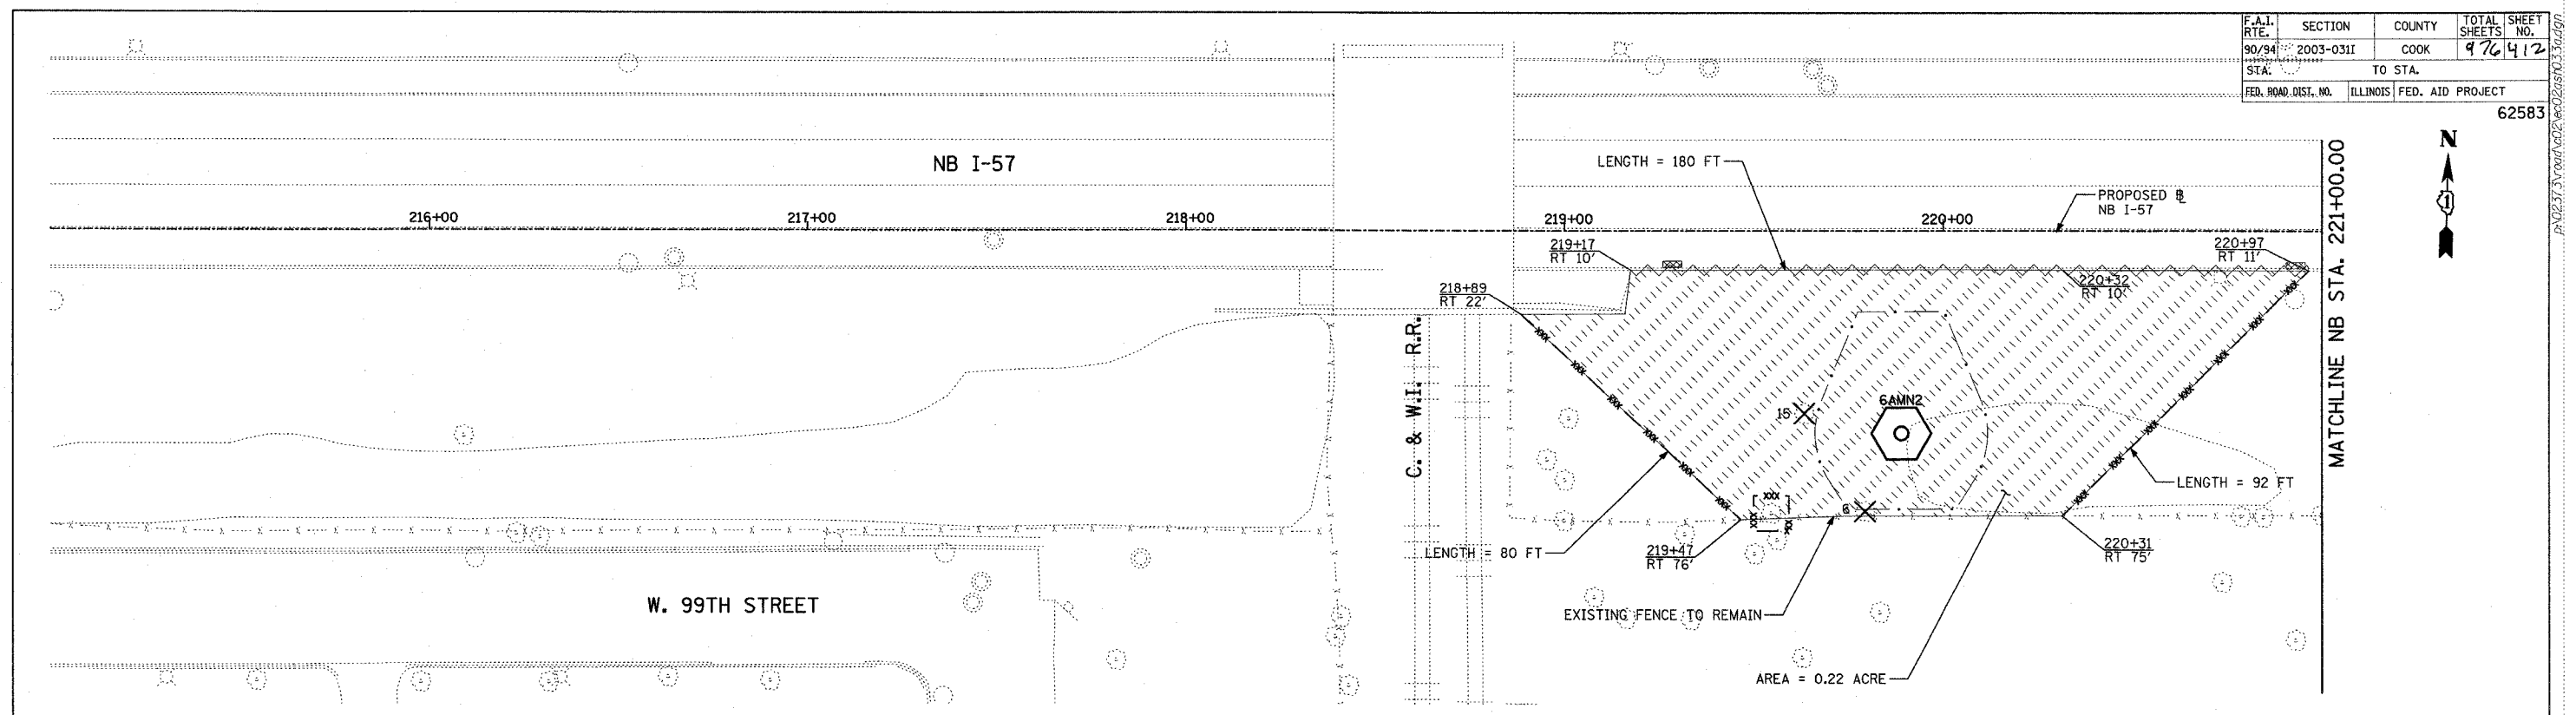 F.A.I. RTE. SECTION COUNTY TOTAL SHEETS SHEET NO.
90/94 2003-031I COOK 976 412
STA. TO STA.
FED. ROAD DIST. NO. ILLINOIS FED. AID PROJECT
62583
N
1
NB I-57
LENGTH = 180 FT
PROPOSED B
NB I-57
216+00 217+00 218+00 219+00 220+00
219+17
RT 10'
220+97
RT 11'
218+89
RT 22'
220+32
RT 10'
MATCHLINE NB STA. 221+00.00
C. & W.I. R.R.
15
6AMN2
LENGTH = 92 FT
6
LENGTH = 80 FT
219+47
RT 76'
220+31
RT 75'
W. 99TH STREET
EXISTING FENCE TO REMAIN
AREA = 0.22 ACRE